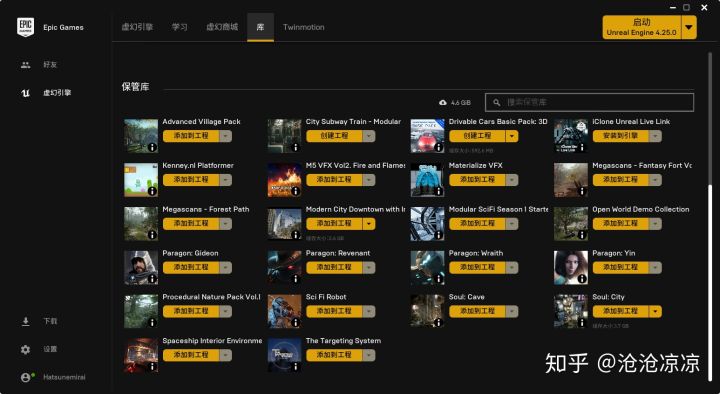 EPIC GAMES
Epic Games
虚幻引擎
学习
虚幻商城
库
Twinmotion
启动
Unreal Engine 4.25.0
好友
虚幻引擎
保管库
4.6 GiB
搜索保管库
Advanced Village Pack
添加到工程
City Subway Train - Modular
创建工程
Drivable Cars Basic Pack: 3D
创建工程
缓存大小:592.6 MB
iClone Unreal Live Link
安装到引擎
Kenney.nl Platformer
添加到工程
M5 VFX Vol2. Fire and Flames
添加到工程
Materialize VFX
添加到工程
Megascans - Fantasy Fort Vo
添加到工程
Megascans - Forest Path
添加到工程
Modern City Downtown with In
添加到工程
Modular SciFi Season 1 Starte
添加到工程
Open World Demo Collection
添加到工程
Paragon: Gideon
添加到工程
Paragon: Revenant
添加到工程
Paragon: Wraith
添加到工程
Paragon: Yin
添加到工程
Procedural Nature Pack Vol.1
添加到工程
Sci Fi Robot
添加到工程
Soul: Cave
添加到工程
Soul: City
添加到工程
缓存大小:3.7 GB
Spaceship Interior Environme
添加到工程
The Targeting System
添加到工程
下载
设置
Hatsunemirai
知乎 @沧沧凉凉